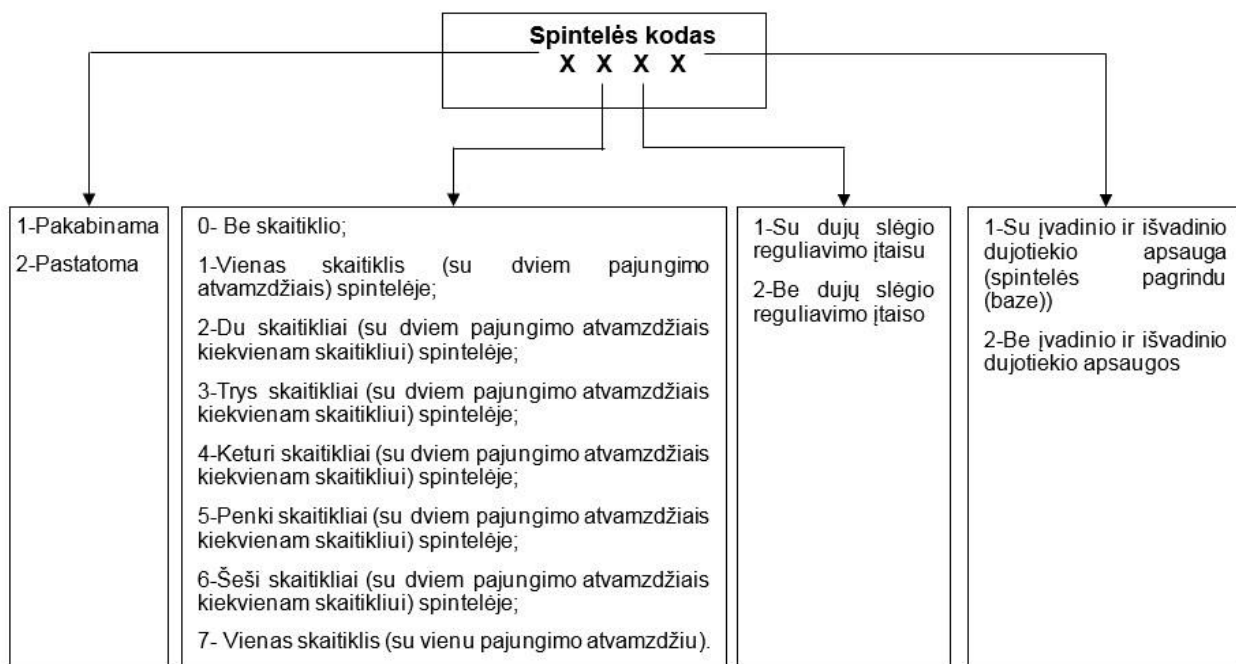 Spintelės kodas
X X X X
1-Pakabinama
2-Pastatoma
0- Be skaitiklio;
1-Vienas skaitiklis (su dviem pajungimo
atvamzdžiais) spintelėje;
2-Du skaitikliai (su dviem pajungimo atvamzdžiais
kiekvienam skaitikliui) spintelėje;
3-Trys skaitikliai (su dviem pajungimo atvamzdžiais
kiekvienam skaitikliui) spintelėje;
4-Keturi skaitikliai (su dviem pajungimo atvamzdžiais
kiekvienam skaitikliui) spintelėje;
5-Penki skaitikliai (su dviem pajungimo atvamzdžiais
kiekvienam skaitikliui) spintelėje;
6-Šeši skaitikliai (su dviem pajungimo atvamzdžiais
kiekvienam skaitikliui) spintelėje;
7- Vienas skaitiklis (su vienu pajungimo atvamzdžiu).
1-Su dujų slėgio
reguliavimo įtaisu
2-Be dujų slėgio
reguliavimo įtaiso
1-Su įvadinio ir išvadinio
dujotiekio apsauga
(spintelės pagrindu
(baze))
2-Be įvadinio ir išvadinio
dujotiekio apsaugos